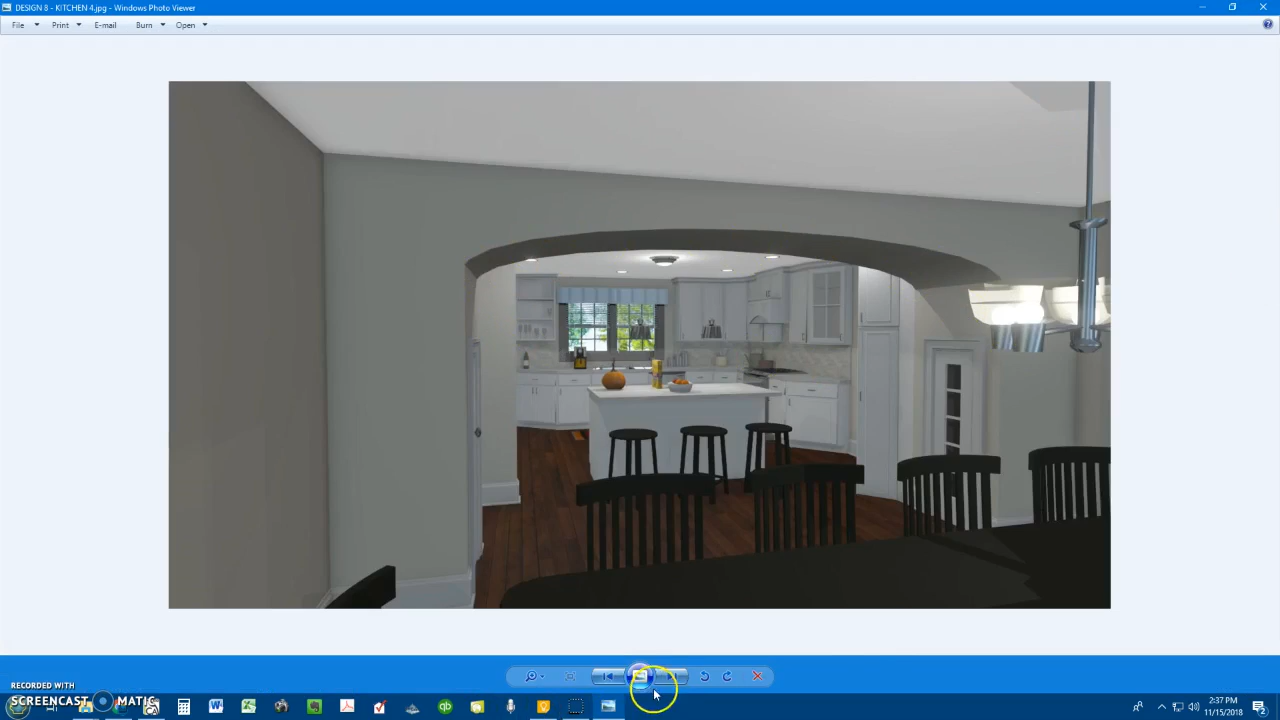 DESIGN 8 - KITCHEN 4.jpg - Windows Photo Viewer
File Print E-mail Burn Open
RECORDED WITH
SCREENCAST MATIC
2:37 PM
11/15/2018